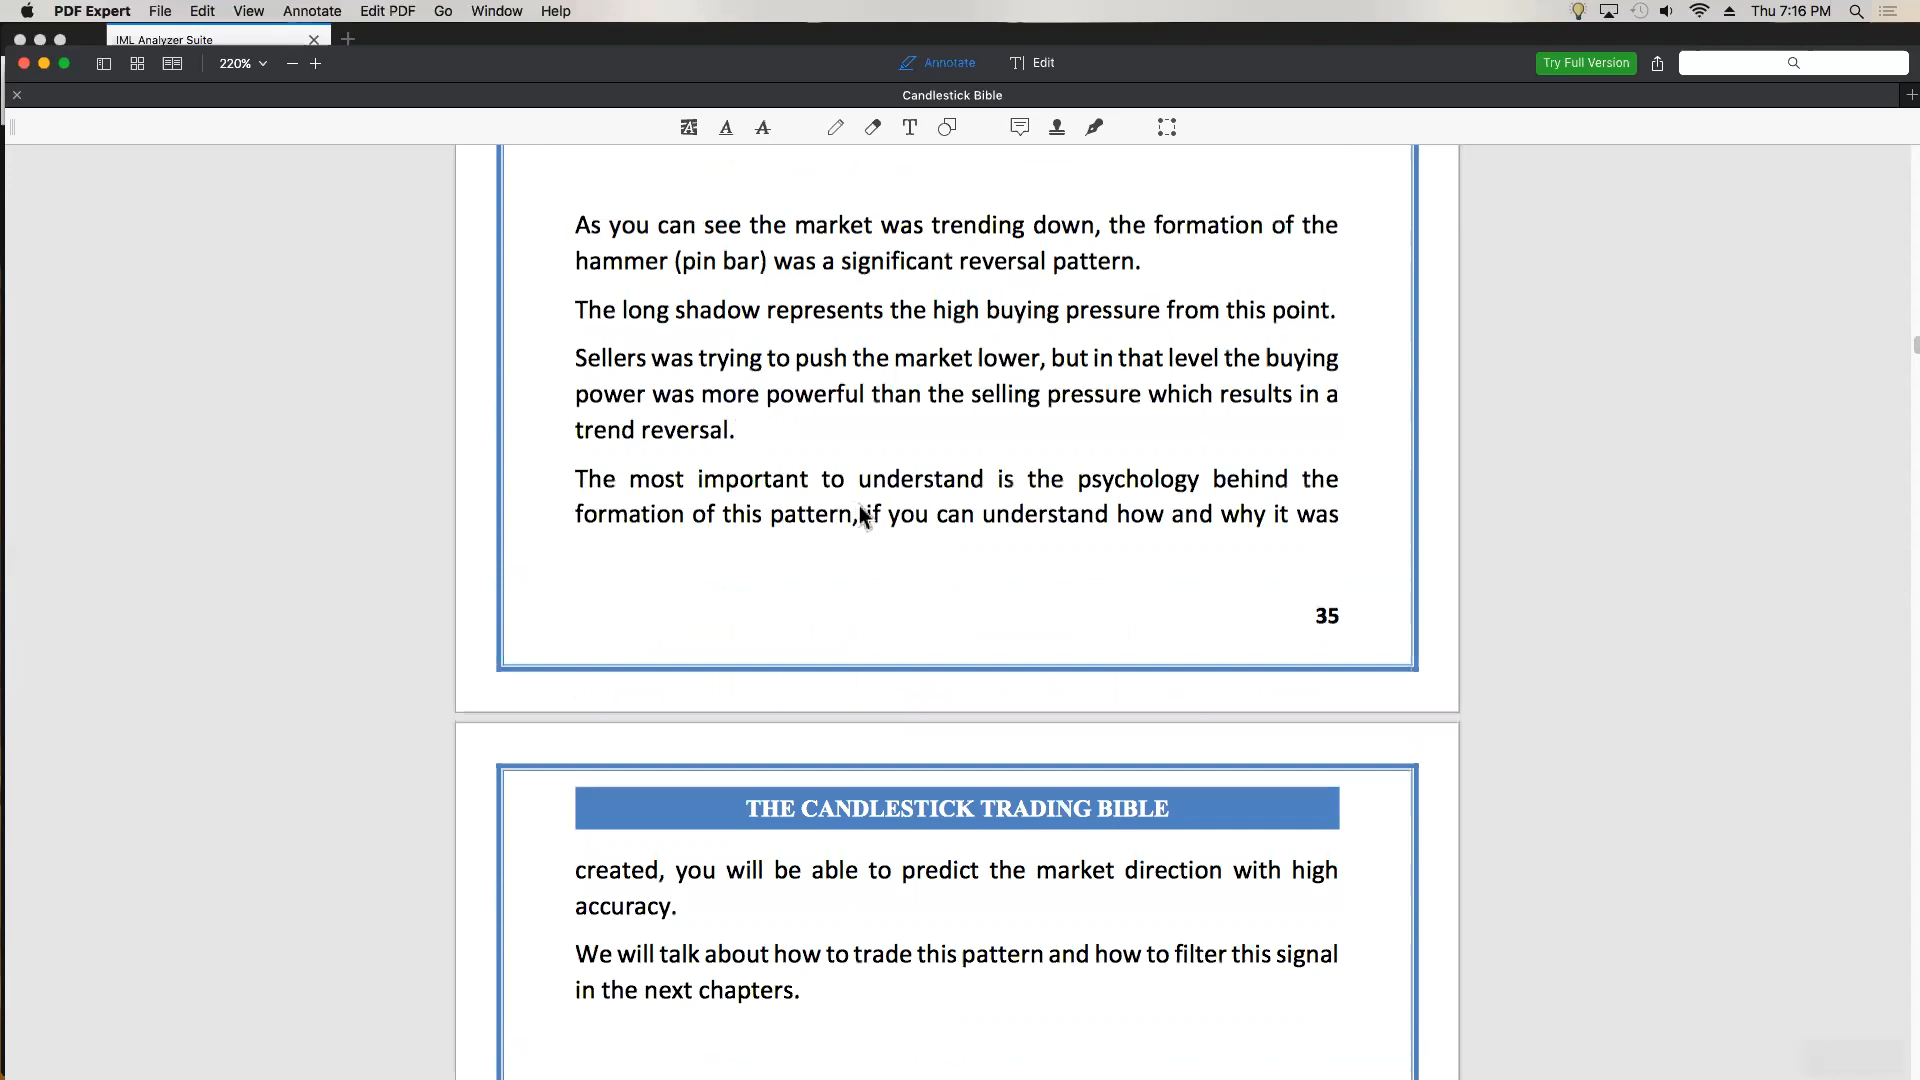 PDF Expert File Edit View Annotate Edit PDF Go Window Help Thu 7:16 PM
IML Analyzer Suite
220% Annotate Edit Try Full Version
Candlestick Bible
As you can see the market was trending down, the formation of the
hammer (pin bar) was a significant reversal pattern.
The long shadow represents the high buying pressure from this point.
Sellers was trying to push the market lower, but in that level the buying
power was more powerful than the selling pressure which results in a
trend reversal.
The most important to understand is the psychology behind the
formation of this pattern, if you can understand how and why it was
35
THE CANDLESTICK TRADING BIBLE
created, you will be able to predict the market direction with high
accuracy.
We will talk about how to trade this pattern and how to filter this signal
in the next chapters.